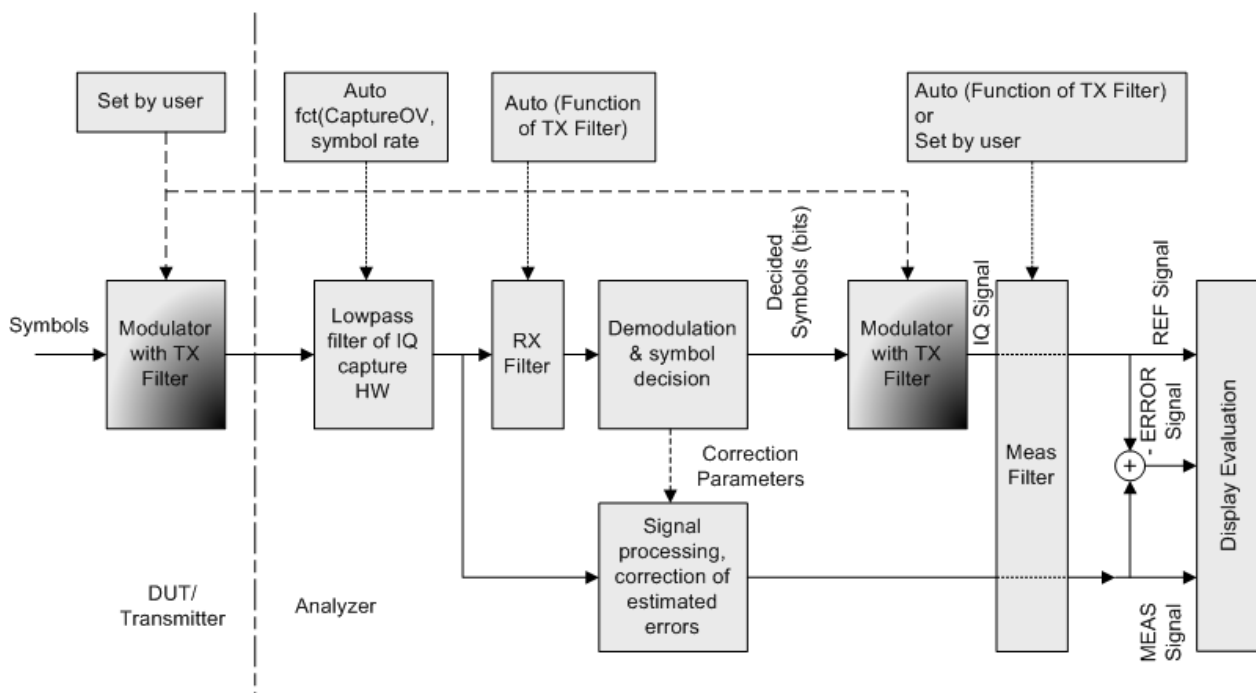 Set by user
Auto
fct(CaptureOV,
symbol rate
Auto (Function
of TX Filter)
Auto (Function of TX Filter)
or
Set by user
Symbols
Modulator
with TX
Filter
Lowpass
filter of IQ
capture
HW
RX
Filter
Demodulation
& symbol
decision
Decided
Symbols (bits)
Modulator
with TX
Filter
IQ Signal
Meas
Filter
REF Signal
- ERROR
Signal
+
MEAS
Signal
Display Evaluation
Correction
Parameters
Signal
processing,
correction of
estimated
errors
DUT/
Transmitter
Analyzer